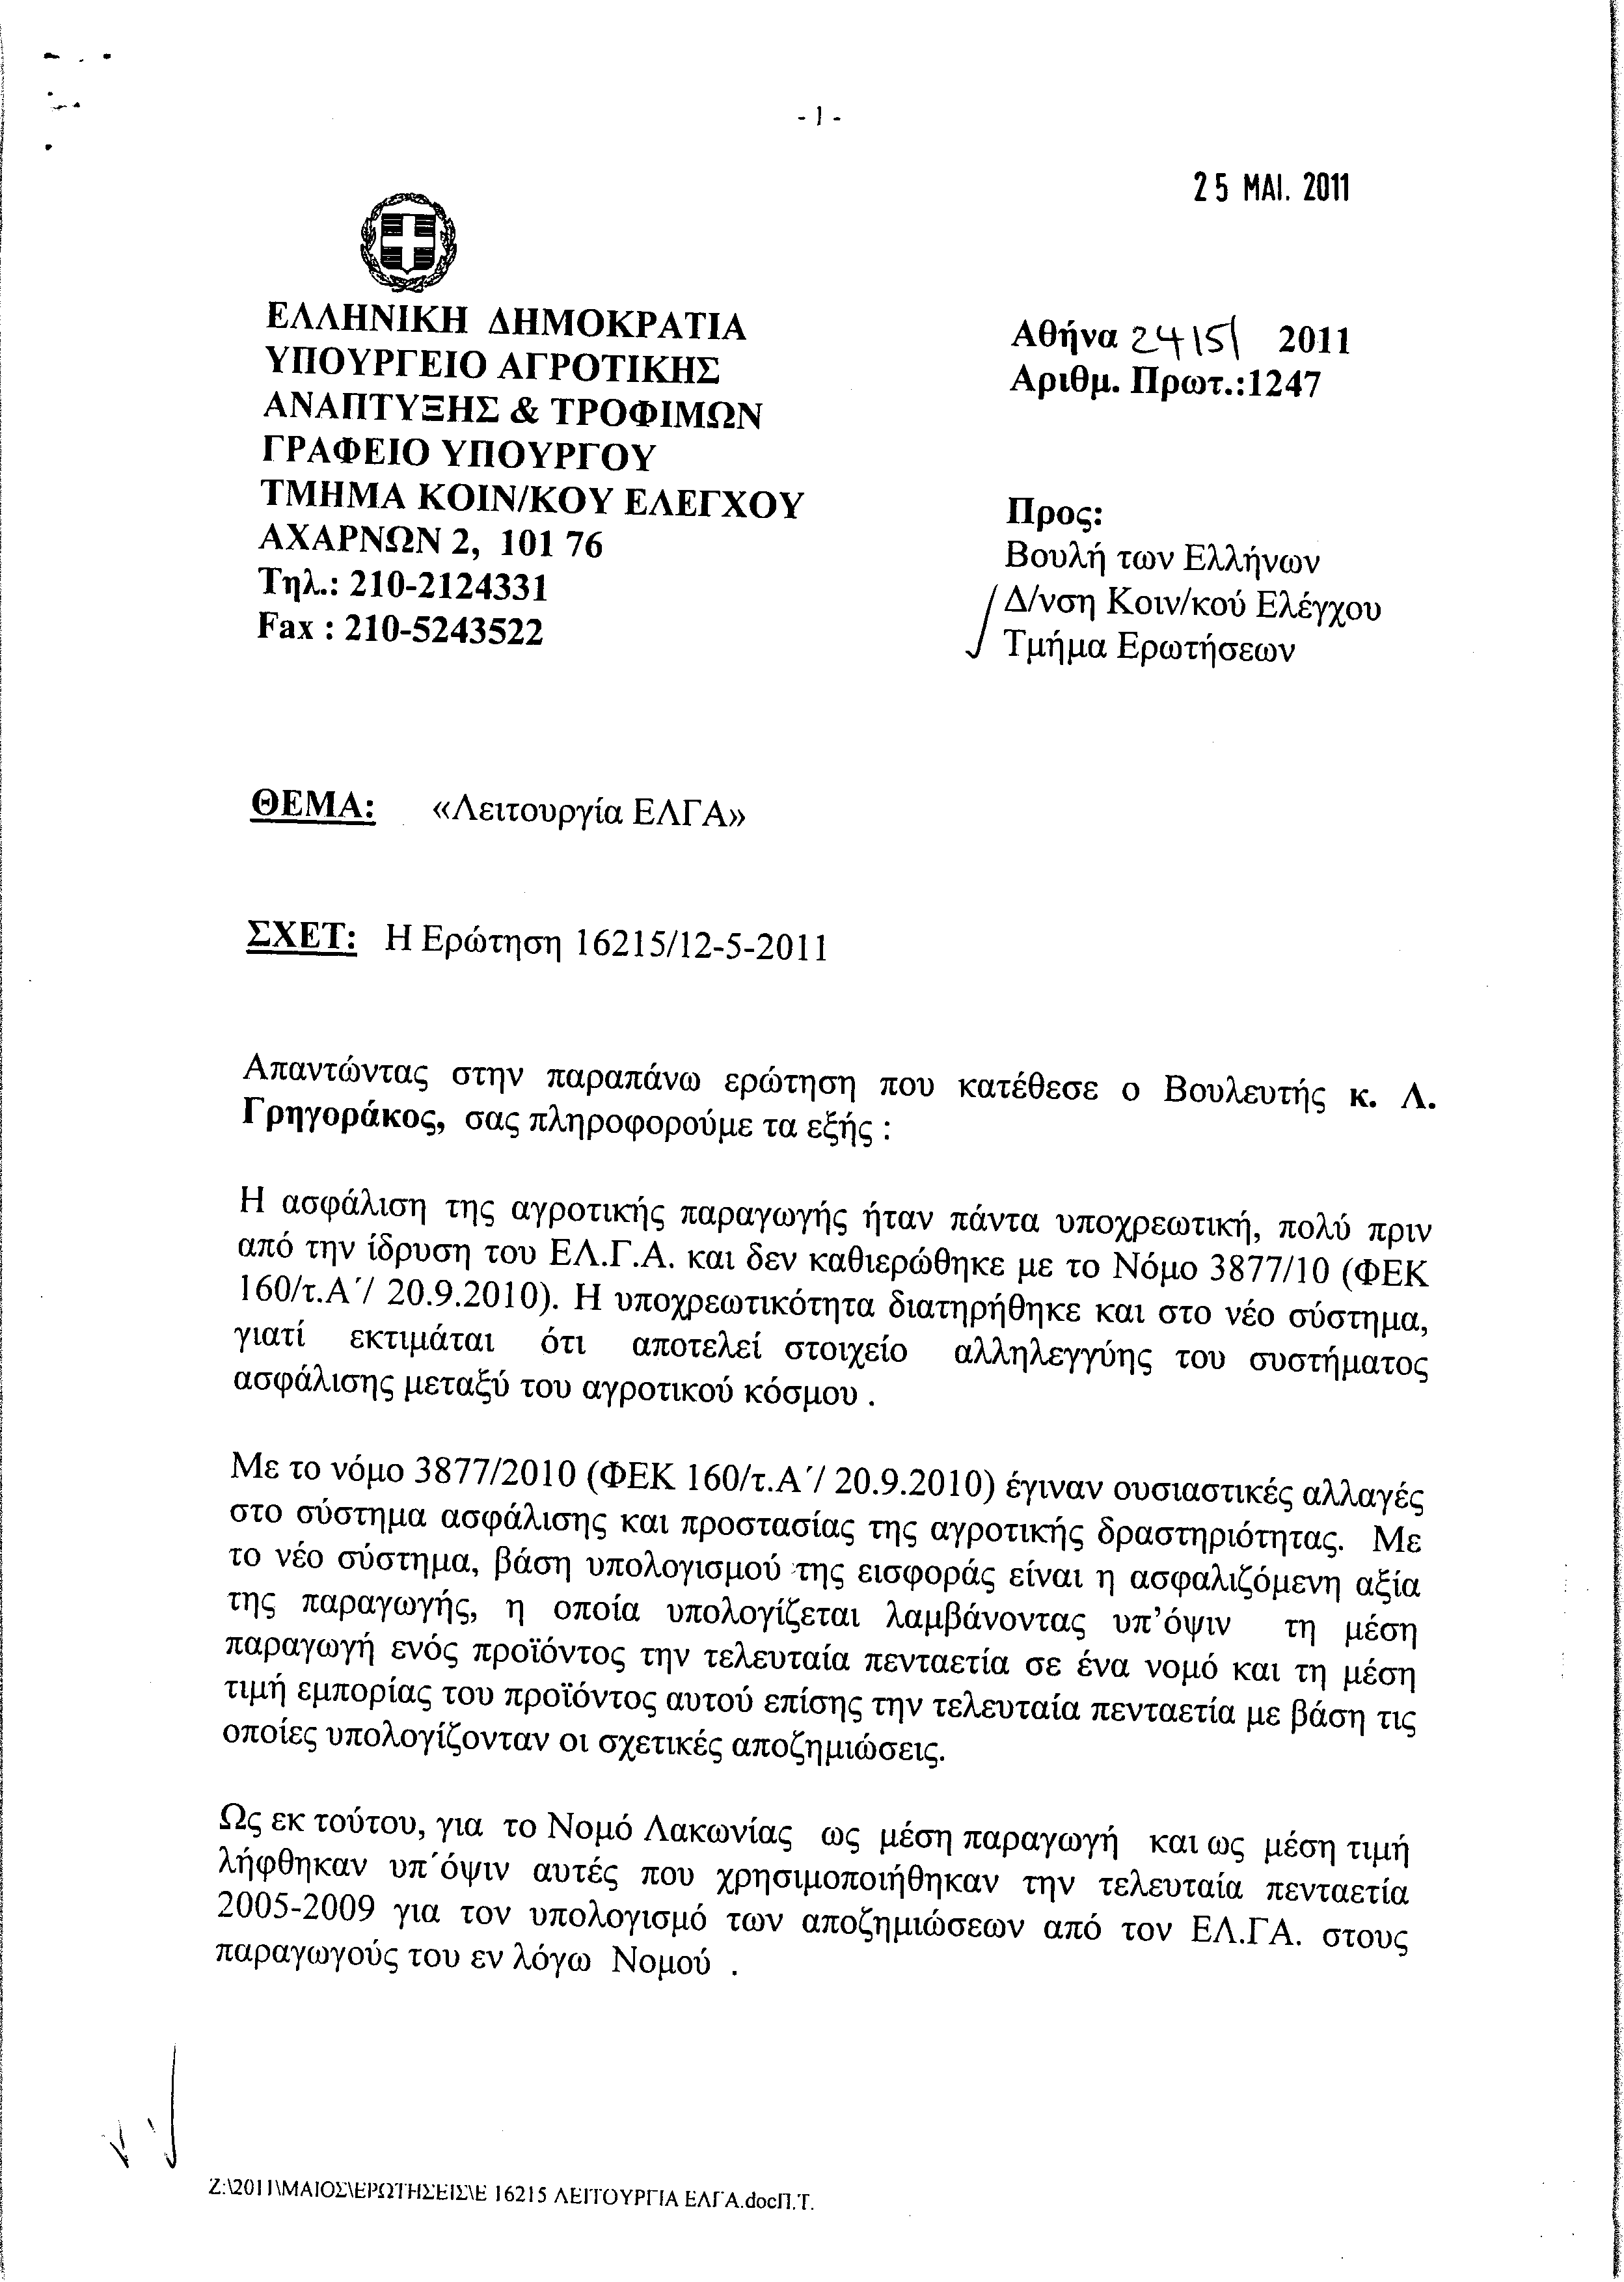 - 1 -
25 ΜΑΙ. 2011
ΕΛΛΗΝΙΚΗ ΔΗΜΟΚΡΑΤΙΑ
ΥΠΟΥΡΓΕΙΟ ΑΓΡΟΤΙΚΗΣ
ΑΝΑΠΤΥΞΗΣ & ΤΡΟΦΙΜΩΝ
ΓΡΑΦΕΙΟ ΥΠΟΥΡΓΟΥ
ΤΜΗΜΑ ΚΟΙΝ/ΚΟΥ ΕΛΕΓΧΟΥ
ΑΧΑΡΝΩΝ 2, 101 76
Τηλ.: 210-2124331
Fax : 210-5243522
Αθήνα 24\5\ 2011
Αριθμ. Πρωτ.:1247
Προς:
Βουλή των Ελλήνων
Δ/νση Κοιν/κού Ελέγχου
Τμήμα Ερωτήσεων
ΘΕΜΑ: «Λειτουργία ΕΛΓΑ»
ΣΧΕΤ: Η Ερώτηση 16215/12-5-2011
Απαντώντας στην παραπάνω ερώτηση που κατέθεσε ο Βουλευτής κ. Λ.
Γρηγοράκος, σας πληροφορούμε τα εξής :
Η ασφάλιση της αγροτικής παραγωγής ήταν πάντα υποχρεωτική, πολύ πριν
από την ίδρυση του ΕΛ.Γ.Α. και δεν καθιερώθηκε με το Νόμο 3877/10 (ΦΕΚ
160/τ.Α΄/ 20.9.2010). Η υποχρεωτικότητα διατηρήθηκε και στο νέο σύστημα,
γιατί εκτιμάται ότι αποτελεί στοιχείο αλληλεγγύης του συστήματος
ασφάλισης μεταξύ του αγροτικού κόσμου .
Με το νόμο 3877/2010 (ΦΕΚ 160/τ.Α΄/ 20.9.2010) έγιναν ουσιαστικές αλλαγές
στο σύστημα ασφάλισης και προστασίας της αγροτικής δραστηριότητας. Με
το νέο σύστημα, βάση υπολογισμού της εισφοράς είναι η ασφαλιζόμενη αξία
της παραγωγής, η οποία υπολογίζεται λαμβάνοντας υπ’όψιν τη μέση
παραγωγή ενός προϊόντος την τελευταία πενταετία σε ένα νομό και τη μέση
τιμή εμπορίας του προϊόντος αυτού επίσης την τελευταία πενταετία με βάση τις
οποίες υπολογίζονταν οι σχετικές αποζημιώσεις.
Ως εκ τούτου, για το Νομό Λακωνίας ως μέση παραγωγή και ως μέση τιμή
λήφθηκαν υπ΄όψιν αυτές που χρησιμοποιήθηκαν την τελευταία πενταετία
2005-2009 για τον υπολογισμό των αποζημιώσεων από τον ΕΛ.ΓΑ. στους
παραγωγούς του εν λόγω Νομού .
Z:\2011\ΜΑΙΟΣ\ΕΡΩΤΗΣΕΙΣ\Ε 16215 ΛΕΙΤΟΥΡΓΙΑ ΕΛΓΑ.docΠ.Τ.